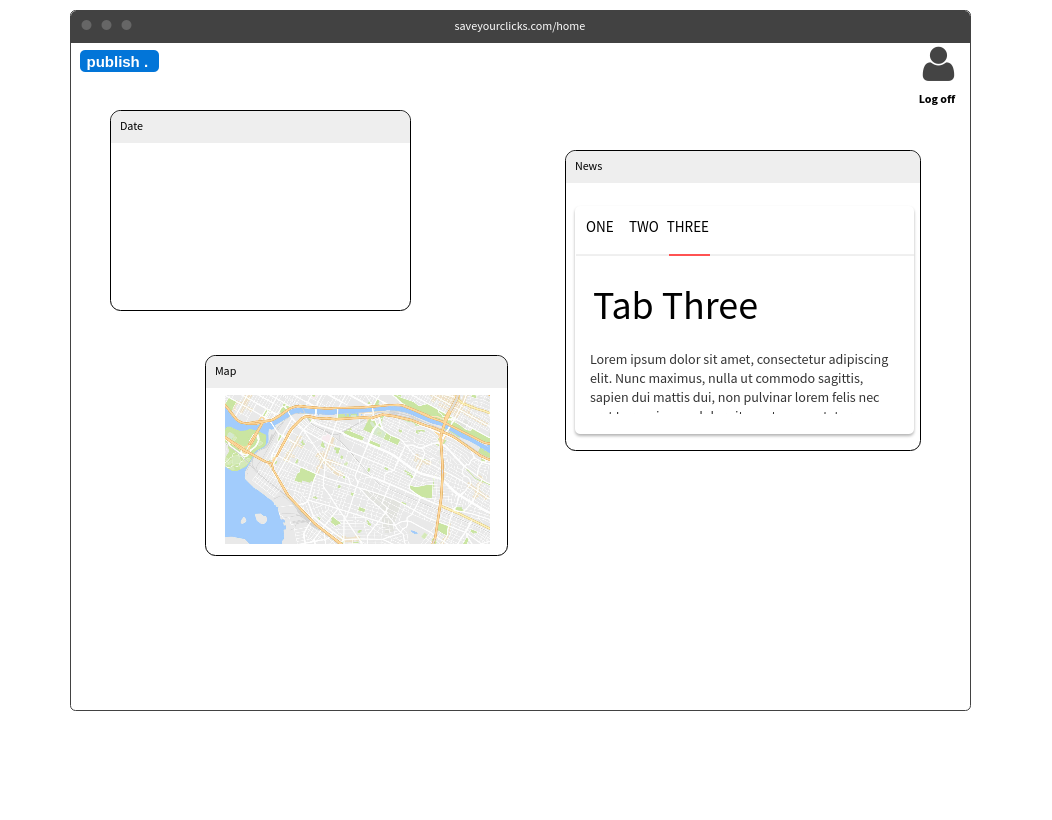 saveyourclicks.com/home
publish .
Log off
Date
News
ONE TWO THREE
Tab Three
Lorem ipsum dolor sit amet, consectetur adipiscing
elit. Nunc maximus, nulla ut commodo sagittis,
sapien dui mattis dui, non pulvinar lorem felis nec
Map